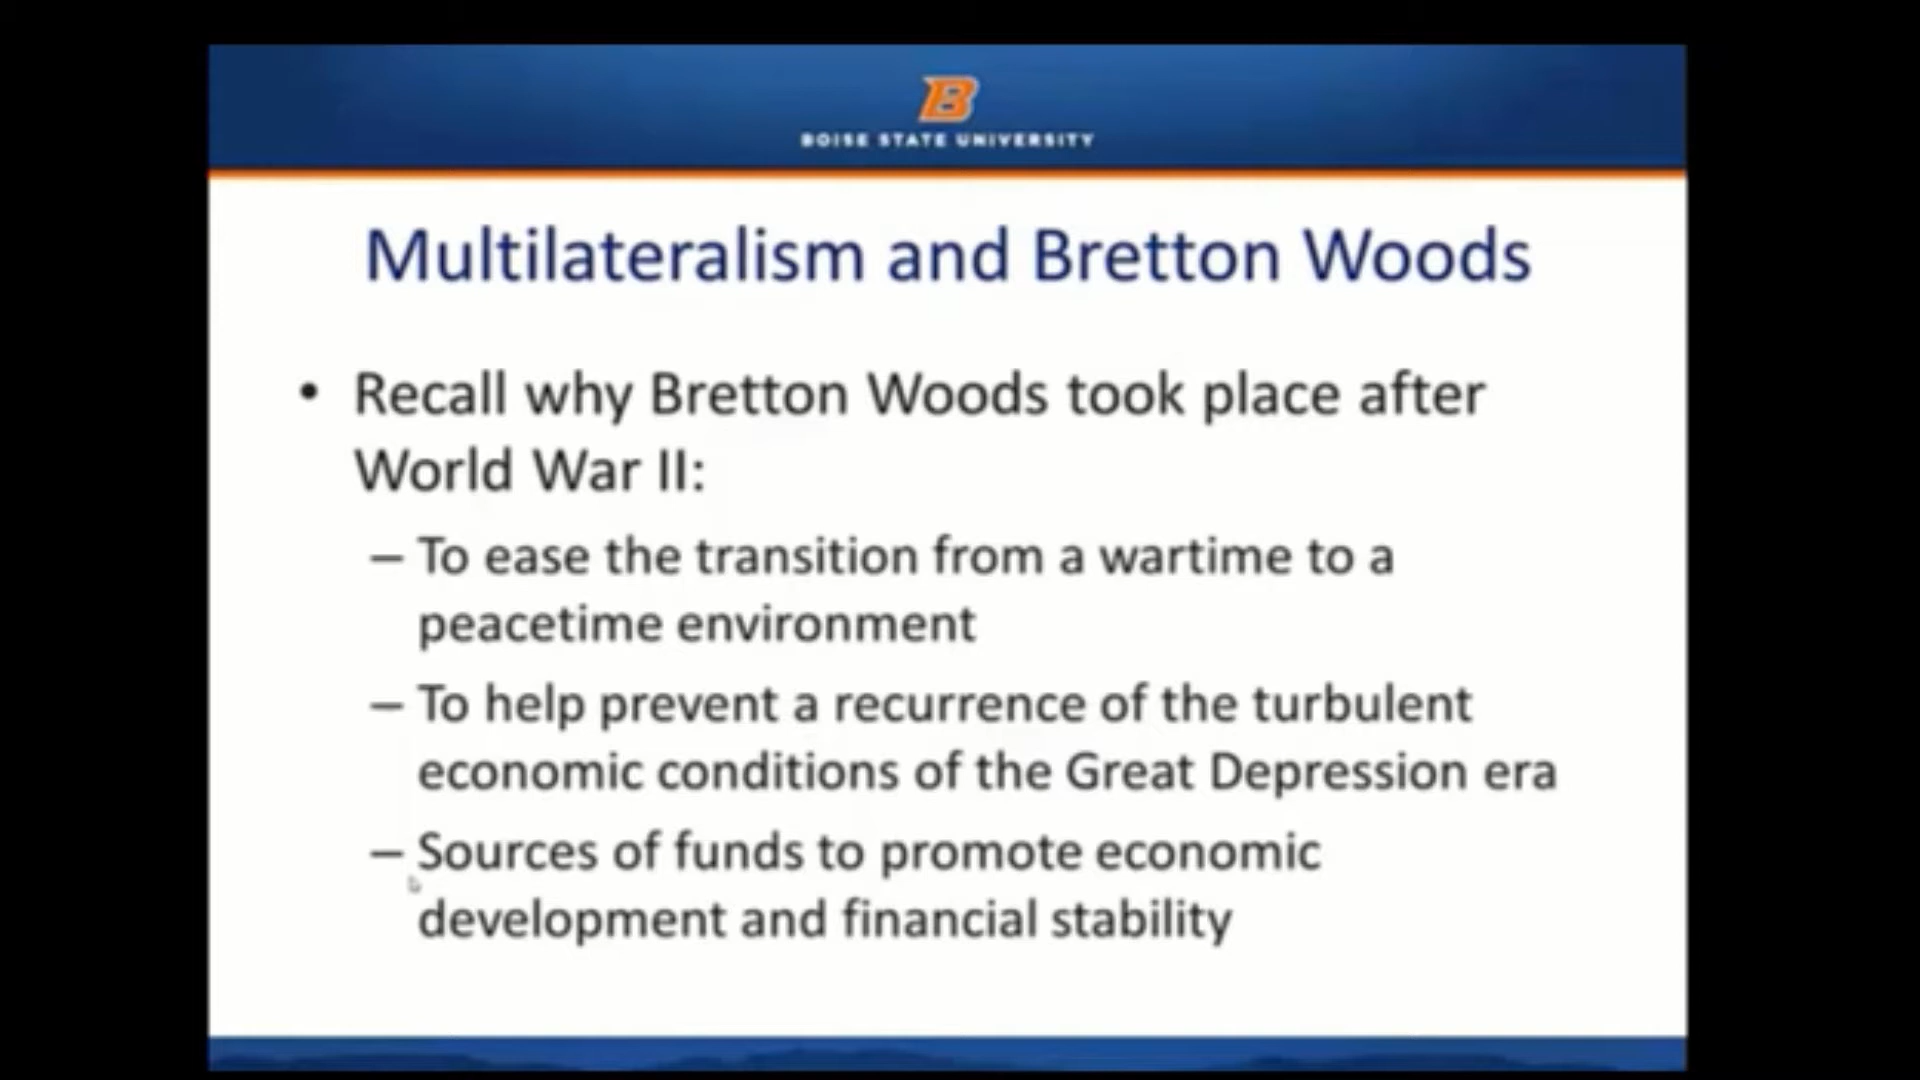 B
BOISE STATE UNIVERSITY
Multilateralism and Bretton Woods
• Recall why Bretton Woods took place after
World War II:
– To ease the transition from a wartime to a
peacetime environment
– To help prevent a recurrence of the turbulent
economic conditions of the Great Depression era
– Sources of funds to promote economic
development and financial stability